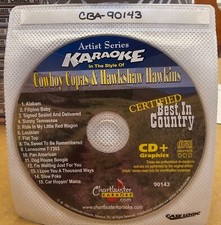 CBA-90143
Artist Series
KARAOKE
In The Style Of
Cowboy Copas & Hawkshaw Hawkins
CERTIFIED
Best In
Country
1. Alabam
2. Filipino Baby
3. Signed Sealed And Delivered
4. Sunny Tennessee
5. Ride In My Little Red Wagon
6. Louisian
7. Flat Top
8. Tis Sweet To Be Remembered
9. Lonesome 7-7203
10. Pan American
11. Dog House Boogie
12. I'm Waiting Just For You
13. I Love You A Thousand Ways
14. Slow Poke
15. Car Hoppin' Mama
CD+
Graphics
90143
Chartbuster
KARAOKE
www.chartbusterkaraoke.com
CASE LOGIC